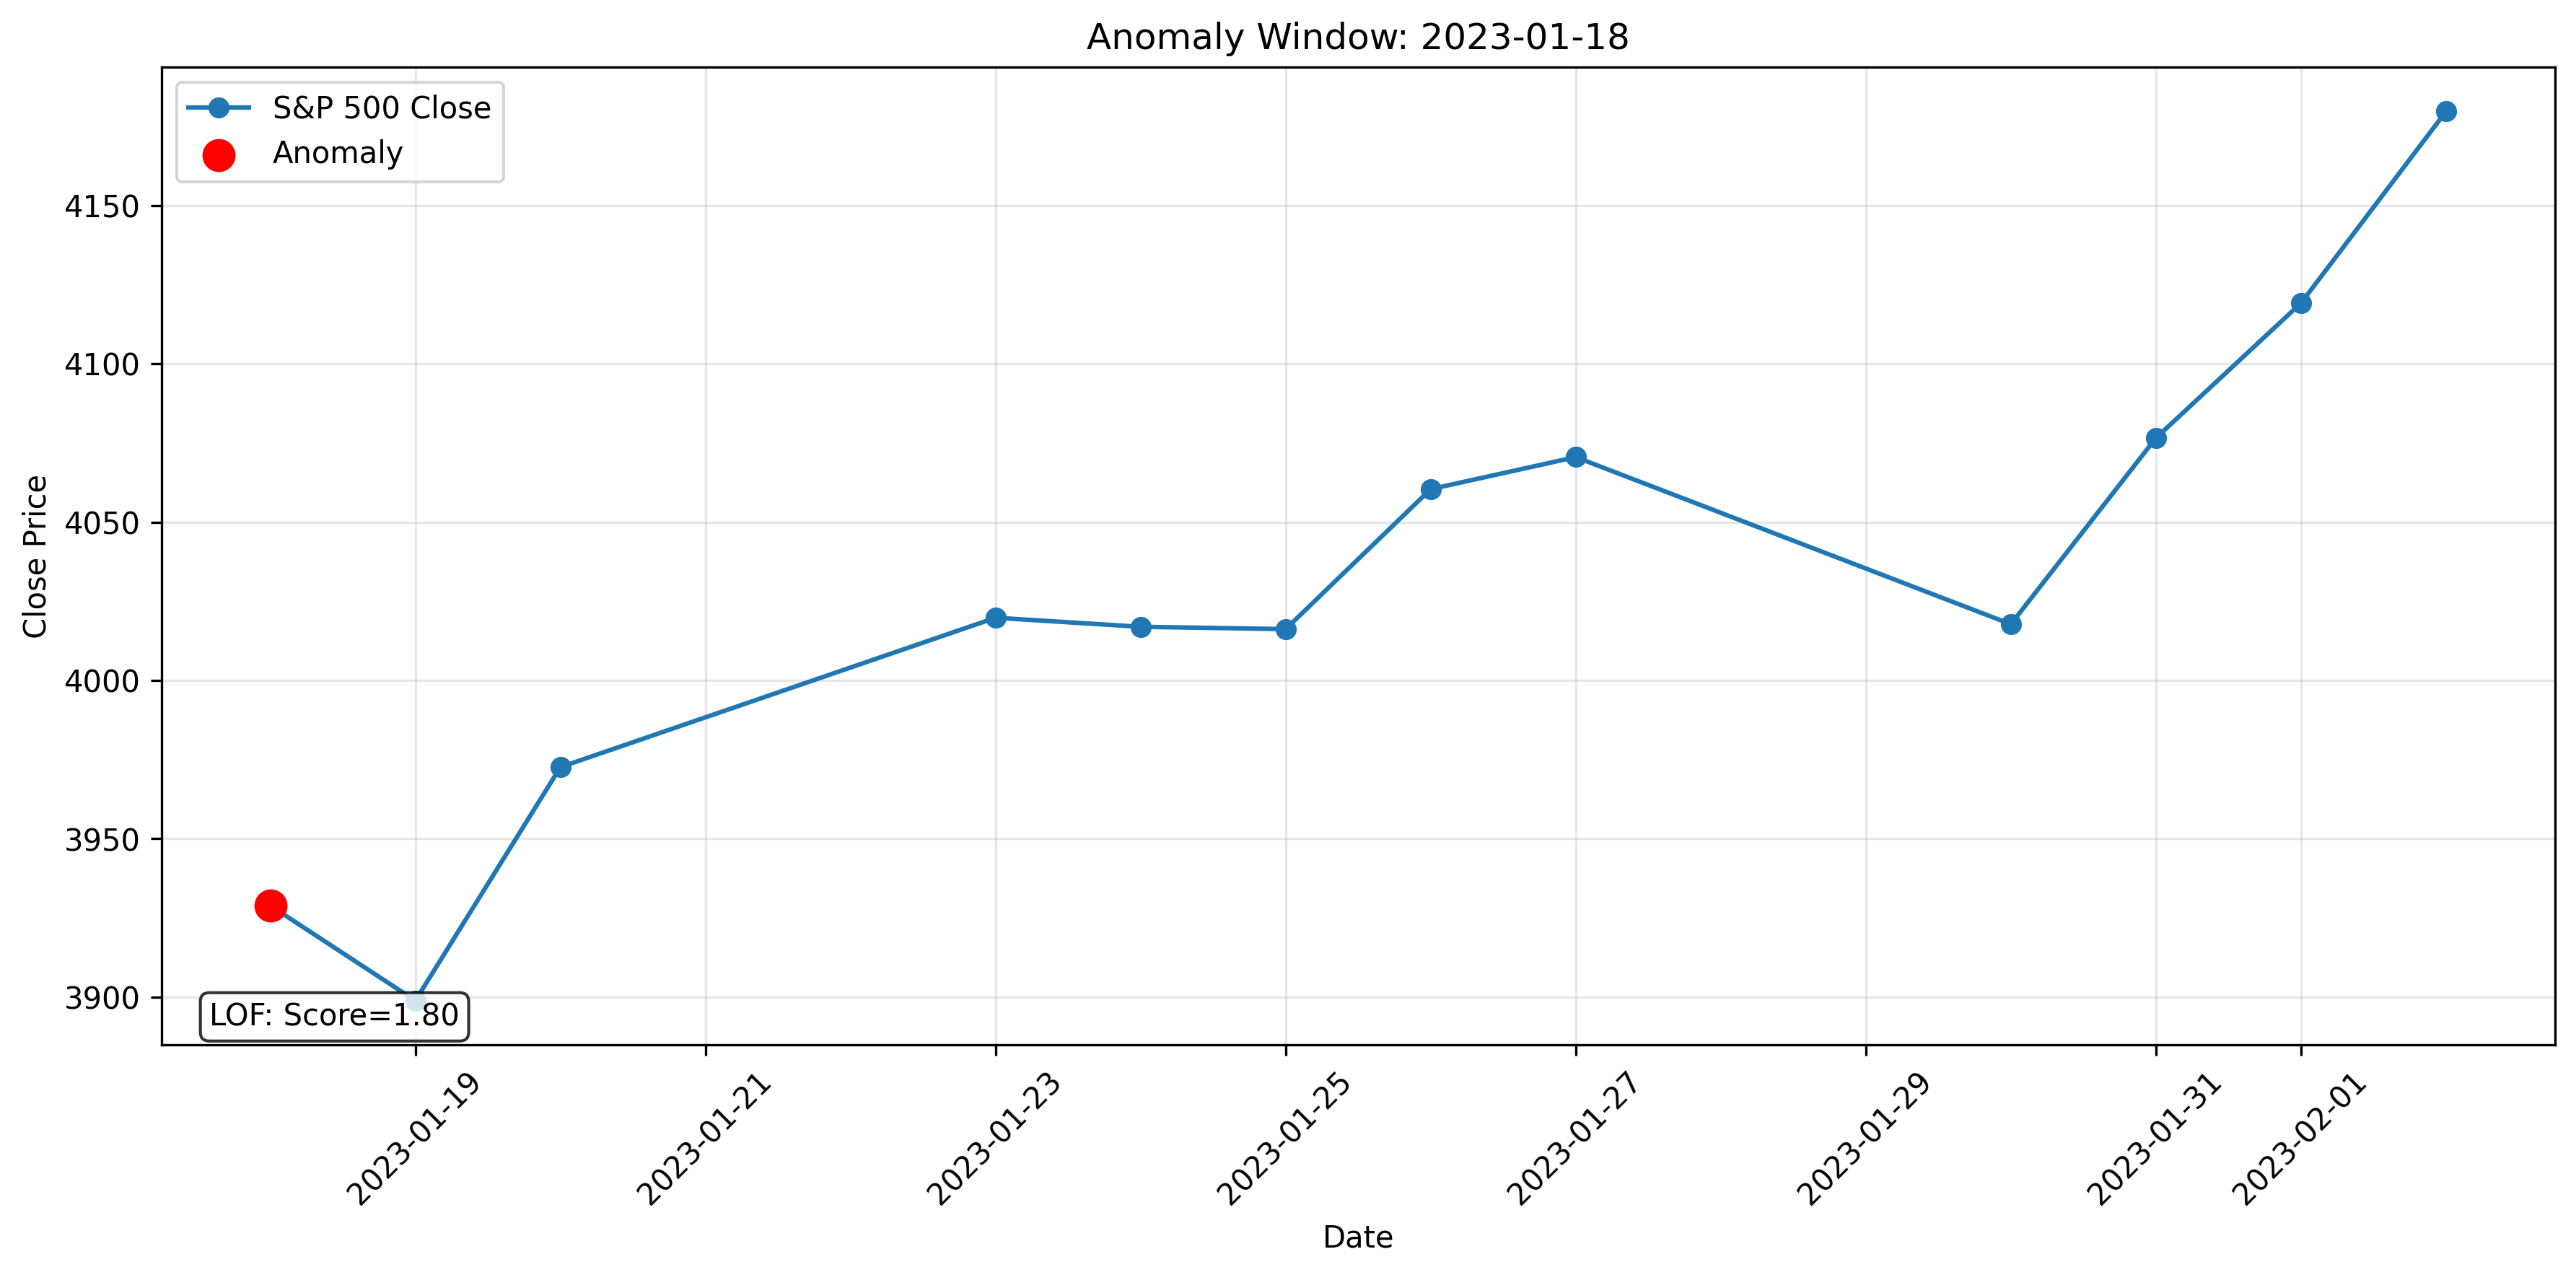 Anomaly Window: 2023-01-18
S&P 500 Close
Anomaly
4150
4100
4050
4000
3950
3900
Close Price
LOF: Score=1.80
2023-01-19
2023-01-21
2023-01-23
2023-01-25
2023-01-27
2023-01-29
2023-01-31
2023-02-01
Date